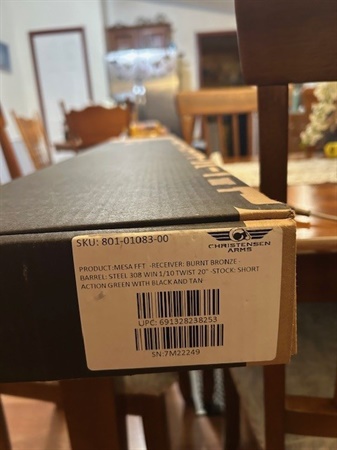 SKU: 801-01083-00
CHRISTENSEN
ARMS
PRODUCT:MESA FFT -RECEIVER: BURNT BRONZE -
BARREL: STEEL 308 WIN 1/10 TWIST 20" -STOCK: SHORT
ACTION GREEN WITH BLACK AND TAN
UPC: 691328238253
SN:7M22249